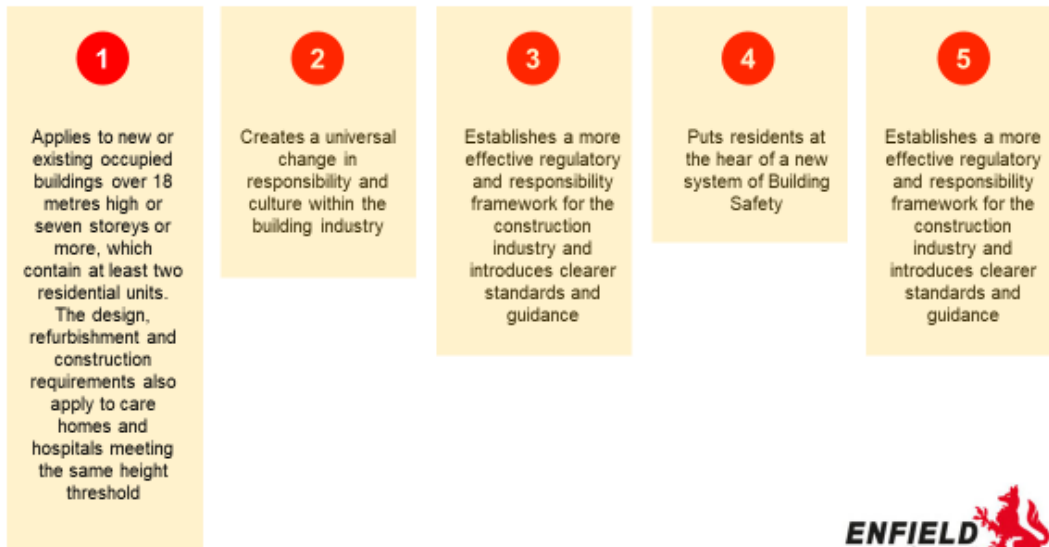 1
Applies to new or
existing occupied
buildings over 18
metres high or
seven storeys or
more, which
contain at least two
residential units.
The design,
refurbishment and
construction
requirements also
apply to care
homes and
hospitals meeting
the same height
threshold
2
Creates a universal
change in
responsibility and
culture within the
building industry
3
Establishes a more
effective regulatory
and responsibility
framework for the
construction
industry and
introduces clearer
standards and
guidance
4
Puts residents at
the hear of a new
system of Building
Safety
5
Establishes a more
effective regulatory
and responsibility
framework for the
construction
industry and
introduces clearer
standards and
guidance
ENFIELD